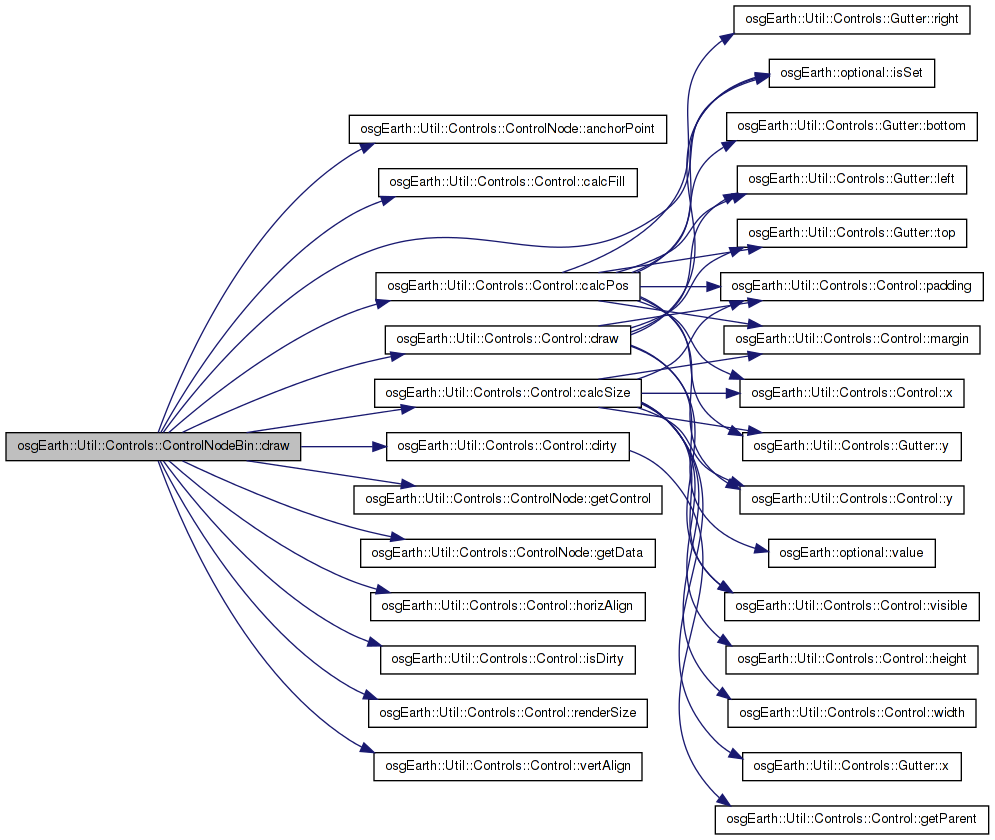 osgEarth::Util::Controls::ControlNodeBin::draw
osgEarth::Util::Controls::ControlNode::anchorPoint
osgEarth::Util::Controls::Control::calcFill
osgEarth::Util::Controls::Control::calcPos
osgEarth::Util::Controls::Control::draw
osgEarth::Util::Controls::Control::calcSize
osgEarth::Util::Controls::Control::dirty
osgEarth::Util::Controls::ControlNode::getControl
osgEarth::Util::Controls::ControlNode::getData
osgEarth::Util::Controls::Control::horizAlign
osgEarth::Util::Controls::Control::isDirty
osgEarth::Util::Controls::Control::renderSize
osgEarth::Util::Controls::Control::vertAlign
osgEarth::Util::Controls::Gutter::right
osgEarth::optional::isSet
osgEarth::Util::Controls::Gutter::bottom
osgEarth::Util::Controls::Gutter::left
osgEarth::Util::Controls::Gutter::top
osgEarth::Util::Controls::Control::padding
osgEarth::Util::Controls::Control::margin
osgEarth::Util::Controls::Control::x
osgEarth::Util::Controls::Gutter::y
osgEarth::Util::Controls::Control::y
osgEarth::optional::value
osgEarth::Util::Controls::Control::visible
osgEarth::Util::Controls::Control::height
osgEarth::Util::Controls::Control::width
osgEarth::Util::Controls::Gutter::x
osgEarth::Util::Controls::Control::getParent